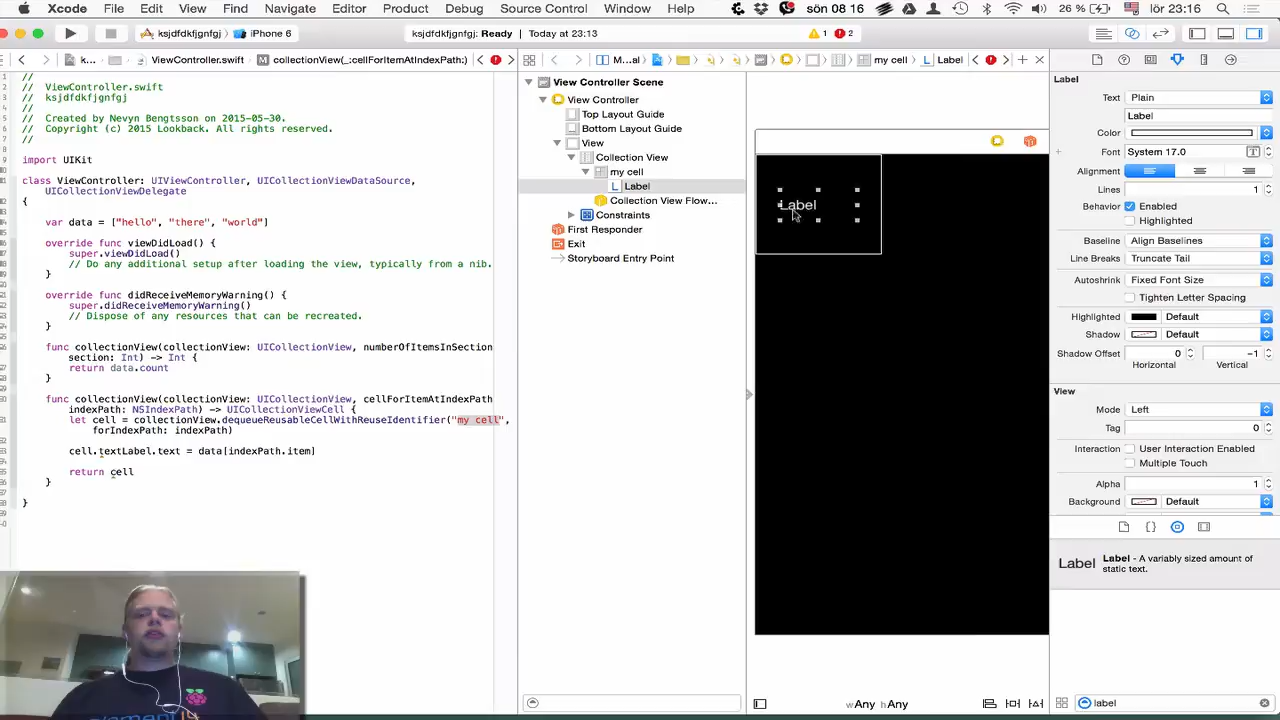 Xcode File Edit View Find Navigate Editor Product Debug Source Control Window Help sön 08 16 26 % lör 23:16
ksjdfdkfjgnfgj iPhone 6 ksjdfdkfjgnfgj: Ready Today at 23:13 1 2
k... ViewController.swift collectionView(_:cellForItemAtIndexPath:) M...al my cell L Label
//
// ViewController.swift
// ksjdfdkfjgnfgj
//
// Created by Nevyn Bengtsson on 2015-05-30.
// Copyright (c) 2015 Lookback. All rights reserved.
//
import UIKit
class ViewController: UIViewController, UICollectionViewDataSource,
UICollectionViewDelegate
{
var data = ["hello", "there", "world"]
override func viewDidLoad() {
super.viewDidLoad()
// Do any additional setup after loading the view, typically from a nib.
}
override func didReceiveMemoryWarning() {
super.didReceiveMemoryWarning()
// Dispose of any resources that can be recreated.
}
func collectionView(collectionView: UICollectionView, numberOfItemsInSection
section: Int) -> Int {
return data.count
}
func collectionView(collectionView: UICollectionView, cellForItemAtIndexPath
indexPath: NSIndexPath) -> UICollectionViewCell {
let cell = collectionView.dequeueReusableCellWithReuseIdentifier("my cell",
forIndexPath: indexPath)
cell.textLabel.text = data[indexPath.item]
return cell
}
}
View Controller Scene
View Controller
Top Layout Guide
Bottom Layout Guide
View
Collection View
my cell
L Label
Collection View Flow...
Constraints
First Responder
Exit
Storyboard Entry Point
Label
wAny hAny
Label
Text Plain
Label
Color
Font System 17.0
Alignment
Lines 1
Behavior Enabled
Highlighted
Baseline Align Baselines
Line Breaks Truncate Tail
Autoshrink Fixed Font Size
Tighten Letter Spacing
Highlighted Default
Shadow Default
Shadow Offset 0 -1
Horizontal Vertical
View
Mode Left
Tag 0
Interaction User Interaction Enabled
Multiple Touch
Alpha 1
Background Default
Label Label - A variably sized amount of
static text.
label